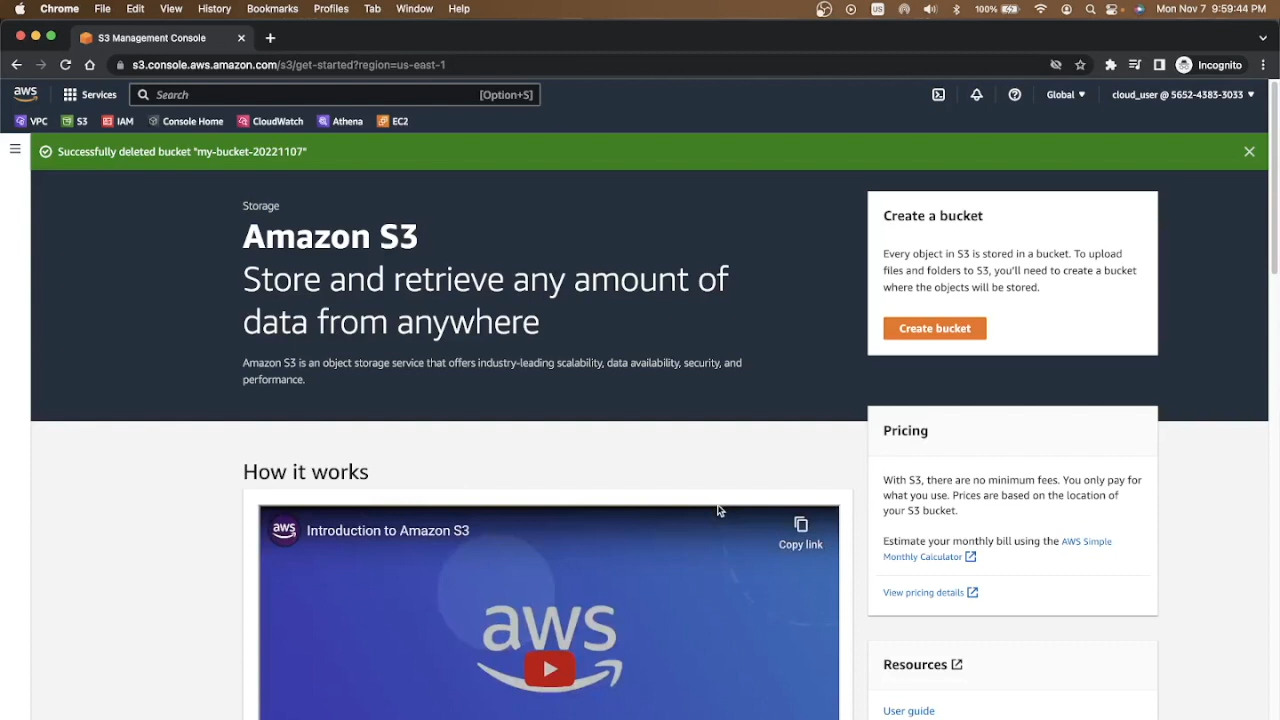 Chrome File Edit View History Bookmarks Profiles Tab Window Help US 100% Mon Nov 7 9:59:44 PM
S3 Management Console
s3.console.aws.amazon.com/s3/get-started?region=us-east-1 Incognito
aws Services Search [Option+S] Global cloud_user @ 5652-4383-3033
VPC S3 IAM Console Home CloudWatch Athena EC2
Successfully deleted bucket "my-bucket-20221107"
Storage
Amazon S3
Store and retrieve any amount of
data from anywhere
Amazon S3 is an object storage service that offers industry-leading scalability, data availability, security, and
performance.
Create a bucket
Every object in S3 is stored in a bucket. To upload
files and folders to S3, you'll need to create a bucket
where the objects will be stored.
Create bucket
Pricing
With S3, there are no minimum fees. You only pay for
what you use. Prices are based on the location of
your S3 bucket.
Estimate your monthly bill using the AWS Simple
Monthly Calculator
View pricing details
How it works
aws Introduction to Amazon S3
Copy link
aws
Resources
User guide